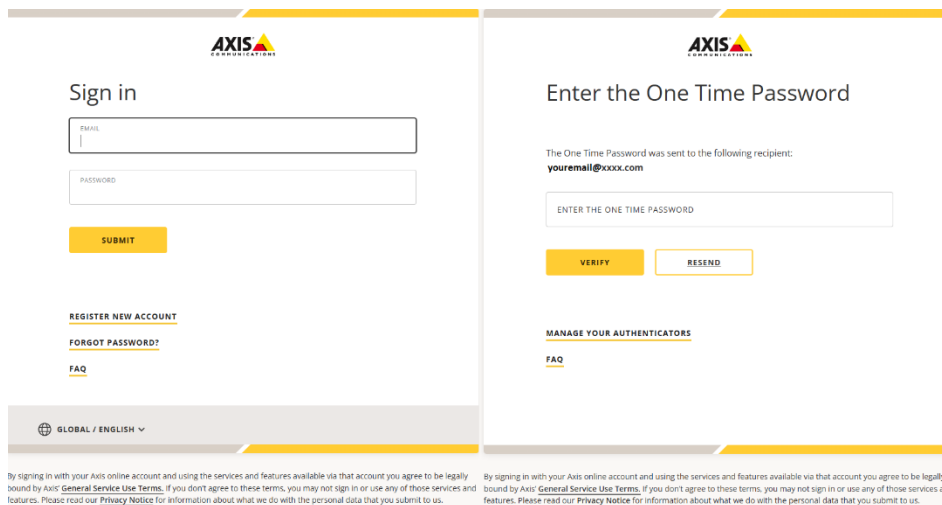 AXIS
COMMUNICATIONS
Sign in
EMAIL
PASSWORD
SUBMIT
REGISTER NEW ACCOUNT
FORGOT PASSWORD?
FAQ
GLOBAL / ENGLISH
By signing in with your Axis online account and using the services and features available via that account you agree to be legally
bound by Axis' General Service Use Terms. If you don't agree to these terms, you may not sign in or use any of those services and
features. Please read our Privacy Notice for information about what we do with the personal data that you submit to us.
AXIS
COMMUNICATIONS
Enter the One Time Password
The One Time Password was sent to the following recipient:
youremail@xxxx.com
ENTER THE ONE TIME PASSWORD
VERIFY
RESEND
MANAGE YOUR AUTHENTICATORS
FAQ
By signing in with your Axis online account and using the services and features available via that account you agree to be legally
bound by Axis' General Service Use Terms. If you don't agree to these terms, you may not sign in or use any of those services a
features. Please read our Privacy Notice for information about what we do with the personal data that you submit to us.